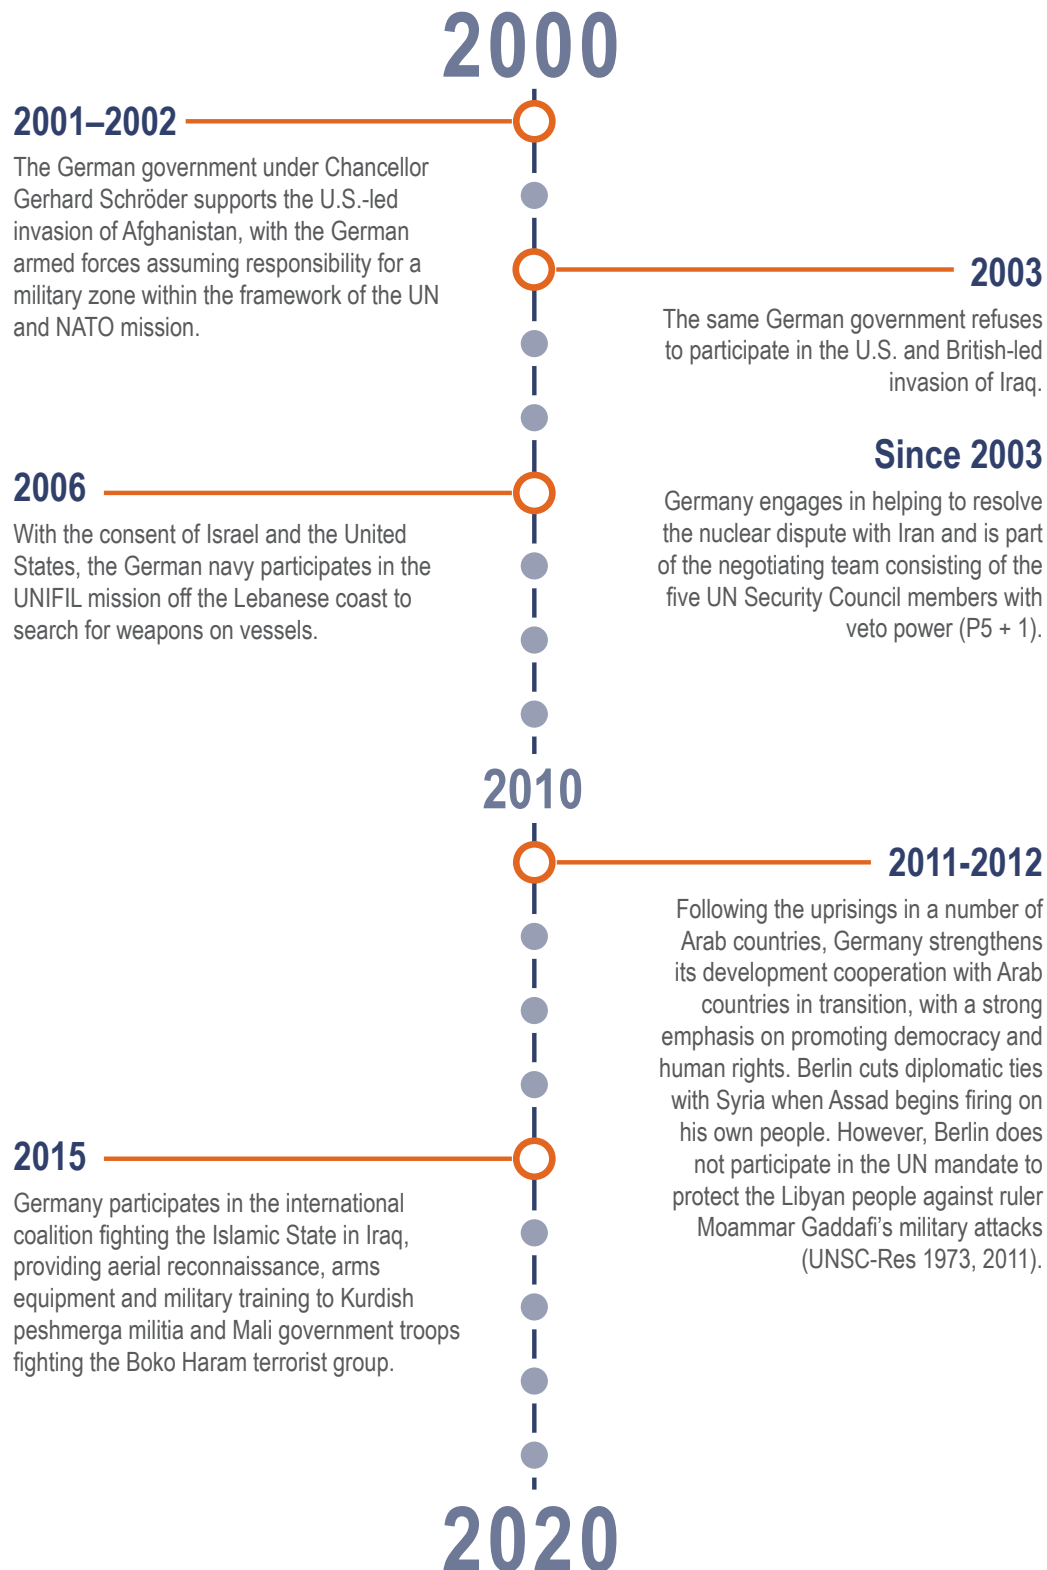 2000
2001–2002
The German government under Chancellor
Gerhard Schröder supports the U.S.-led
invasion of Afghanistan, with the German
armed forces assuming responsibility for a
military zone within the framework of the UN
and NATO mission.
2003
The same German government refuses
to participate in the U.S. and British-led
invasion of Iraq.
Since 2003
Germany engages in helping to resolve
the nuclear dispute with Iran and is part
of the negotiating team consisting of the
five UN Security Council members with
veto power (P5 + 1).
2006
With the consent of Israel and the United
States, the German navy participates in the
UNIFIL mission off the Lebanese coast to
search for weapons on vessels.
2010
2011-2012
Following the uprisings in a number of
Arab countries, Germany strengthens
its development cooperation with Arab
countries in transition, with a strong
emphasis on promoting democracy and
human rights. Berlin cuts diplomatic ties
with Syria when Assad begins firing on
his own people. However, Berlin does
not participate in the UN mandate to
protect the Libyan people against ruler
Moammar Gaddafi's military attacks
(UNSC-Res 1973, 2011).
2015
Germany participates in the international
coalition fighting the Islamic State in Iraq,
providing aerial reconnaissance, arms
equipment and military training to Kurdish
peshmerga militia and Mali government troops
fighting the Boko Haram terrorist group.
2020